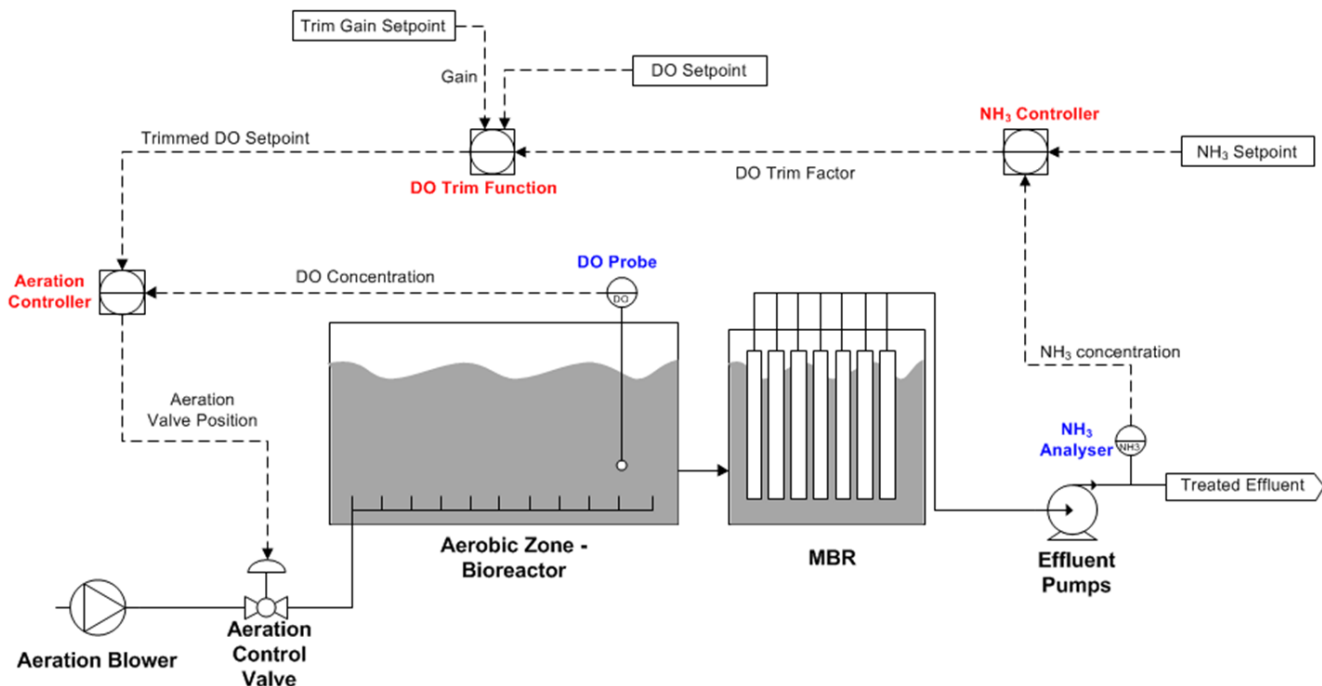 Trim Gain Setpoint
Gain
DO Setpoint
NH₃ Controller
Trimmed DO Setpoint
NH₃ Setpoint
DO Trim Factor
DO Trim Function
DO Probe
Aeration
Controller
DO Concentration
DO
NH₃ concentration
Aeration
Valve Position
NH₃
Analyser
NH3
Treated Effluent
Aerobic Zone -
Bioreactor
MBR
Effluent
Pumps
Aeration Blower
Aeration
Control
Valve